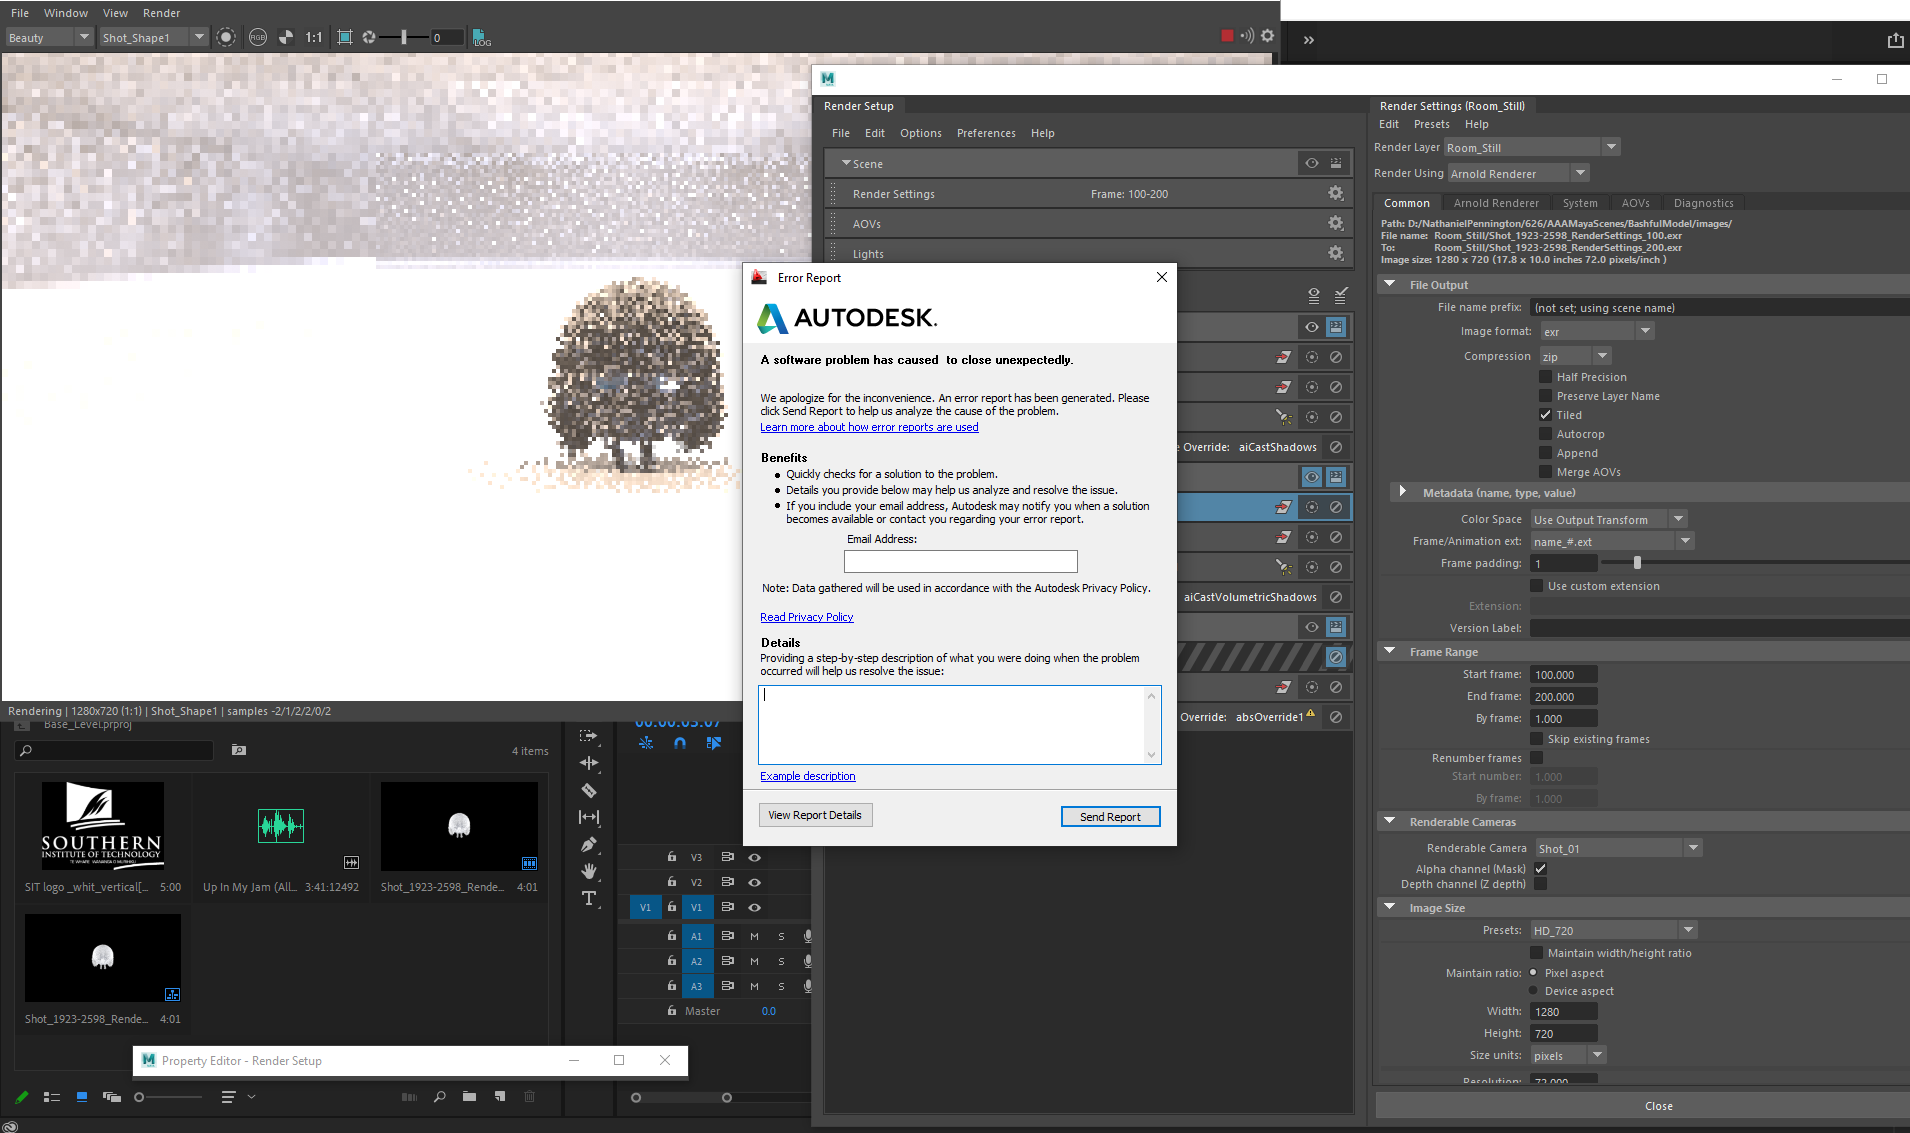 File Window View Render
Beauty Shot_Shape1 RGB 1:1 0 LOG
»
M
Render Setup
File Edit Options Preferences Help
Scene
Render Settings Frame: 100-200
AOVs
Lights
e Override: aiCastShadows
aiCastVolumetricShadows
Override: absOverride1
Render Settings (Room_Still)
Edit Presets Help
Render Layer Room_Still
Render Using Arnold Renderer
Common Arnold Renderer System AOVs Diagnostics
Path: D:/NathanielPennington/626/AAAMayaScenes/BashfulModel/images/
File name: Room_Still/Shot_1923-2598_RenderSettings_100.exr
To: Room_Still/Shot_1923-2598_RenderSettings_200.exr
Image size: 1280 x 720 (17.8 x 10.0 inches 72.0 pixels/inch )
File Output
File name prefix: (not set; using scene name)
Image format: exr
Compression zip
Half Precision
Preserve Layer Name
Tiled
Autocrop
Append
Merge AOVs
Metadata (name, type, value)
Color Space Use Output Transform
Frame/Animation ext: name_#.ext
Frame padding: 1
Use custom extension
Extension:
Version Label:
Frame Range
Start frame: 100.000
End frame: 200.000
By frame: 1.000
Skip existing frames
Renumber frames
Start number: 1.000
By frame: 1.000
Renderable Cameras
Renderable Camera Shot_01
Alpha channel (Mask)
Depth channel (Z depth)
Image Size
Presets: HD_720
Maintain width/height ratio
Maintain ratio: Pixel aspect
Device aspect
Width: 1280
Height: 720
Size units: pixels
Resolution: 72.000
Close
Error Report
AUTODESK.
A software problem has caused to close unexpectedly.
We apologize for the inconvenience. An error report has been generated. Please
click Send Report to help us analyze the cause of the problem.
Learn more about how error reports are used
Benefits
• Quickly checks for a solution to the problem.
• Details you provide below may help us analyze and resolve the issue.
• If you include your email address, Autodesk may notify you when a solution
becomes available or contact you regarding your error report.
Email Address:
Note: Data gathered will be used in accordance with the Autodesk Privacy Policy.
Read Privacy Policy
Details
Providing a step-by-step description of what you were doing when the problem
occurred will help us resolve the issue:
Example description
View Report Details Send Report
Rendering | 1280x720 (1:1) | Shot_Shape1 | samples -2/1/2/2/0/2
Base_Level.prproj
00:00:03:07
4 items
SOUTHERN
INSTITUTE OF TECHNOLOGY
SIT logo _whit_vertical[... 5:00
Up In My Jam (All... 3:41:12492
Shot_1923-2598_Rende... 4:01
Shot_1923-2598_Rende... 4:01
V3
V2
V1 V1
A1 M S
A2 M S
A3 M S
Master 0.0
M Property Editor - Render Setup